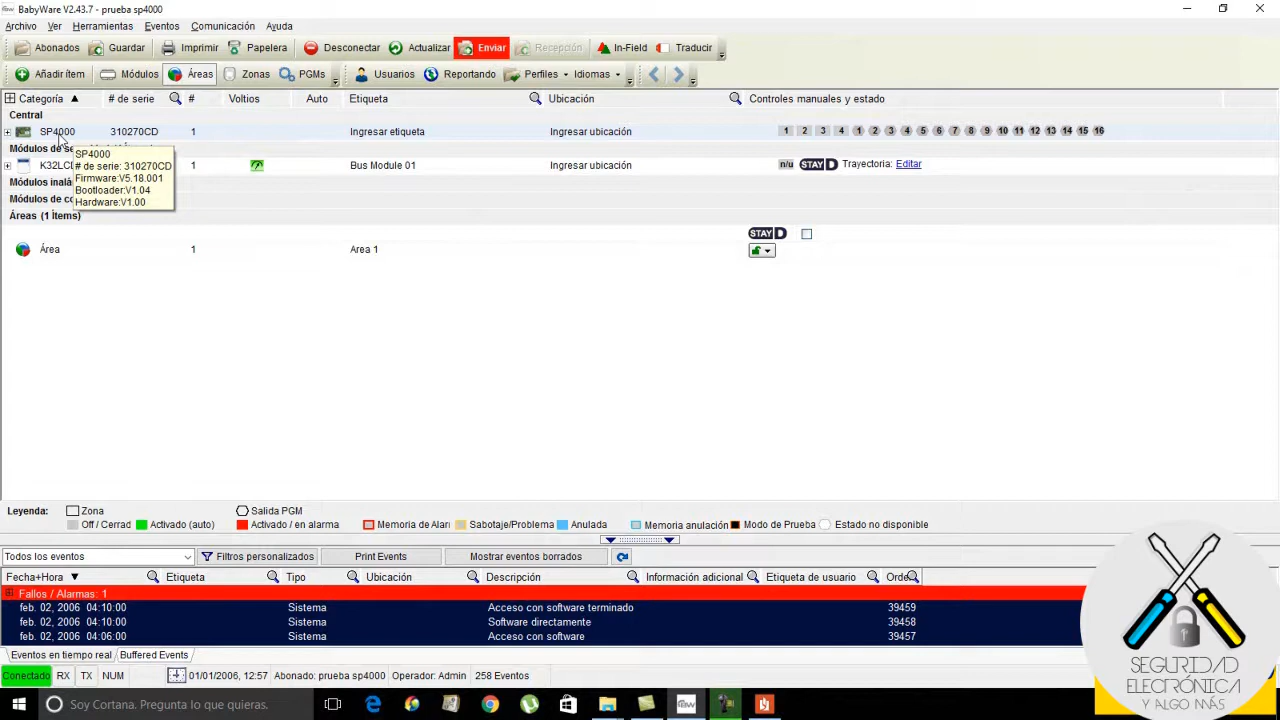 BabyWare V2.43.7 - prueba sp4000
Archivo Ver Herramientas Eventos Comunicación Ayuda
Abonados Guardar Imprimir Papelera Desconectar Actualizar Enviar Recepción In-Field Traducir
Añadir ítem Módulos Áreas Zonas PGMs Usuarios Reportando Perfiles Idiomas
Categoría # de serie # Voltios Auto Etiqueta Ubicación Controles manuales y estado
Central
SP4000 310270CD 1 Ingresar etiqueta Ingresar ubicación 1 2 3 4 1 2 3 4 5 6 7 8 9 10 11 12 13 14 15 16
Módulos de
SP4000
# de serie: 310270CD
Firmware:V5.18.001
Bootloader:V1.04
Hardware:V1.00
K32LCD 1 Bus Module 01 Ingresar ubicación n/u STAY D Trayectoria: Editar
Módulos inalá
Módulos de co
Áreas (1 Items)
STAY D
Área 1 Area 1
Leyenda: Zona Salida PGM
Off / Cerrad Activado (auto) Activado / en alarma Memoria de Alar Sabotaje/Problema Anulada Memoria anulación Modo de Prueba Estado no disponible
Todos los eventos Filtros personalizados Print Events Mostrar eventos borrados
Fecha+Hora Etiqueta Tipo Ubicación Descripción Información adicional Etiqueta de usuario Orde
Fallos / Alarmas: 1
feb. 02, 2006 04:10:00 Sistema Acceso con software terminado 39459
feb. 02, 2006 04:10:00 Sistema Software directamente 39458
feb. 02, 2006 04:06:00 Sistema Acceso con software 39457
Eventos en tiempo real Buffered Events
Conectado RX TX NUM 01/01/2006, 12:57 Abonado: prueba sp4000 Operador: Admin 258 Eventos
Soy Cortana. Pregunta lo que quieras.
SEGURIDAD
ELECTRÓNICA
Y ALGO MÁS